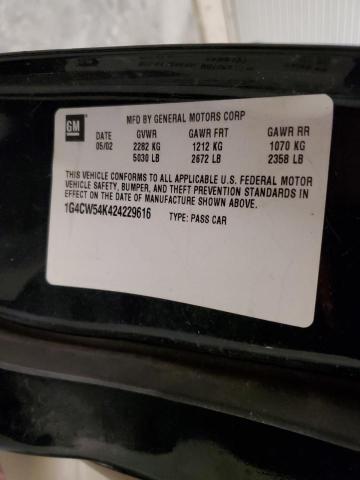 GM
MFD BY GENERAL MOTORS CORP
DATE GVWR GAWR FRT GAWR RR
05/02 2282 KG 1212 KG 1070 KG
5030 LB 2672 LB 2358 LB
THIS VEHICLE CONFORMS TO ALL APPLICABLE U.S. FEDERAL MOTOR
VEHICLE SAFETY, BUMPER, AND THEFT PREVENTION STANDARDS
IN EFFECT ON THE DATE OF MANUFACTURE SHOWN ABOVE.
1G4CW54K424229616 TYPE: PASS CAR